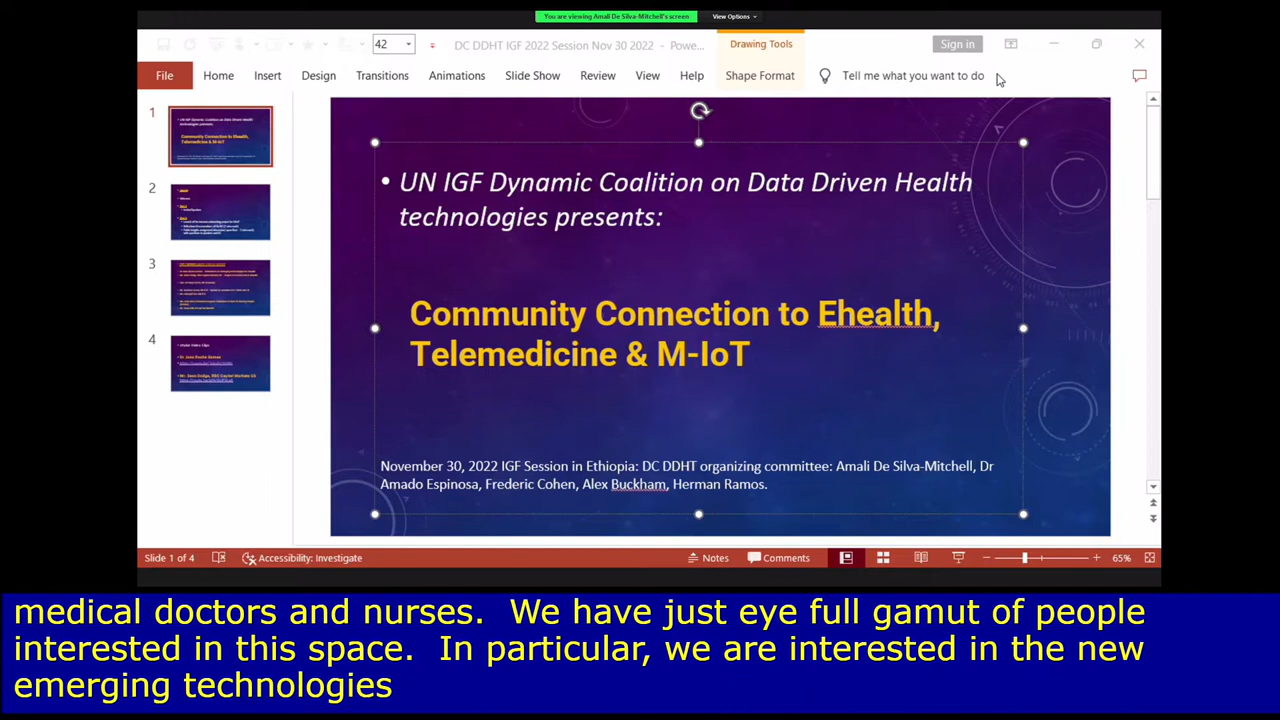 You are viewing Amali De Silva-Mitchell's screen
View Options
42
DC DDHT IGF 2022 Session Nov 30 2022 - Powe...
Drawing Tools
Sign in
File
Home
Insert
Design
Transitions
Animations
Slide Show
Review
View
Help
Shape Format
Tell me what you want to do
1
2
3
4
• UN IGF Dynamic Coalition on Data Driven Health
technologies presents:
Community Connection to Ehealth,
Telemedicine & M-IoT
November 30, 2022 IGF Session in Ethiopia: DC DDHT organizing committee: Amali De Silva-Mitchell, Dr
Amado Espinosa, Frederic Cohen, Alex Buckham, Herman Ramos.
Slide 1 of 4
Accessibility: Investigate
Notes
Comments
65%
medical doctors and nurses.  We have just eye full gamut of people
interested in this space.  In particular, we are interested in the new
emerging technologies